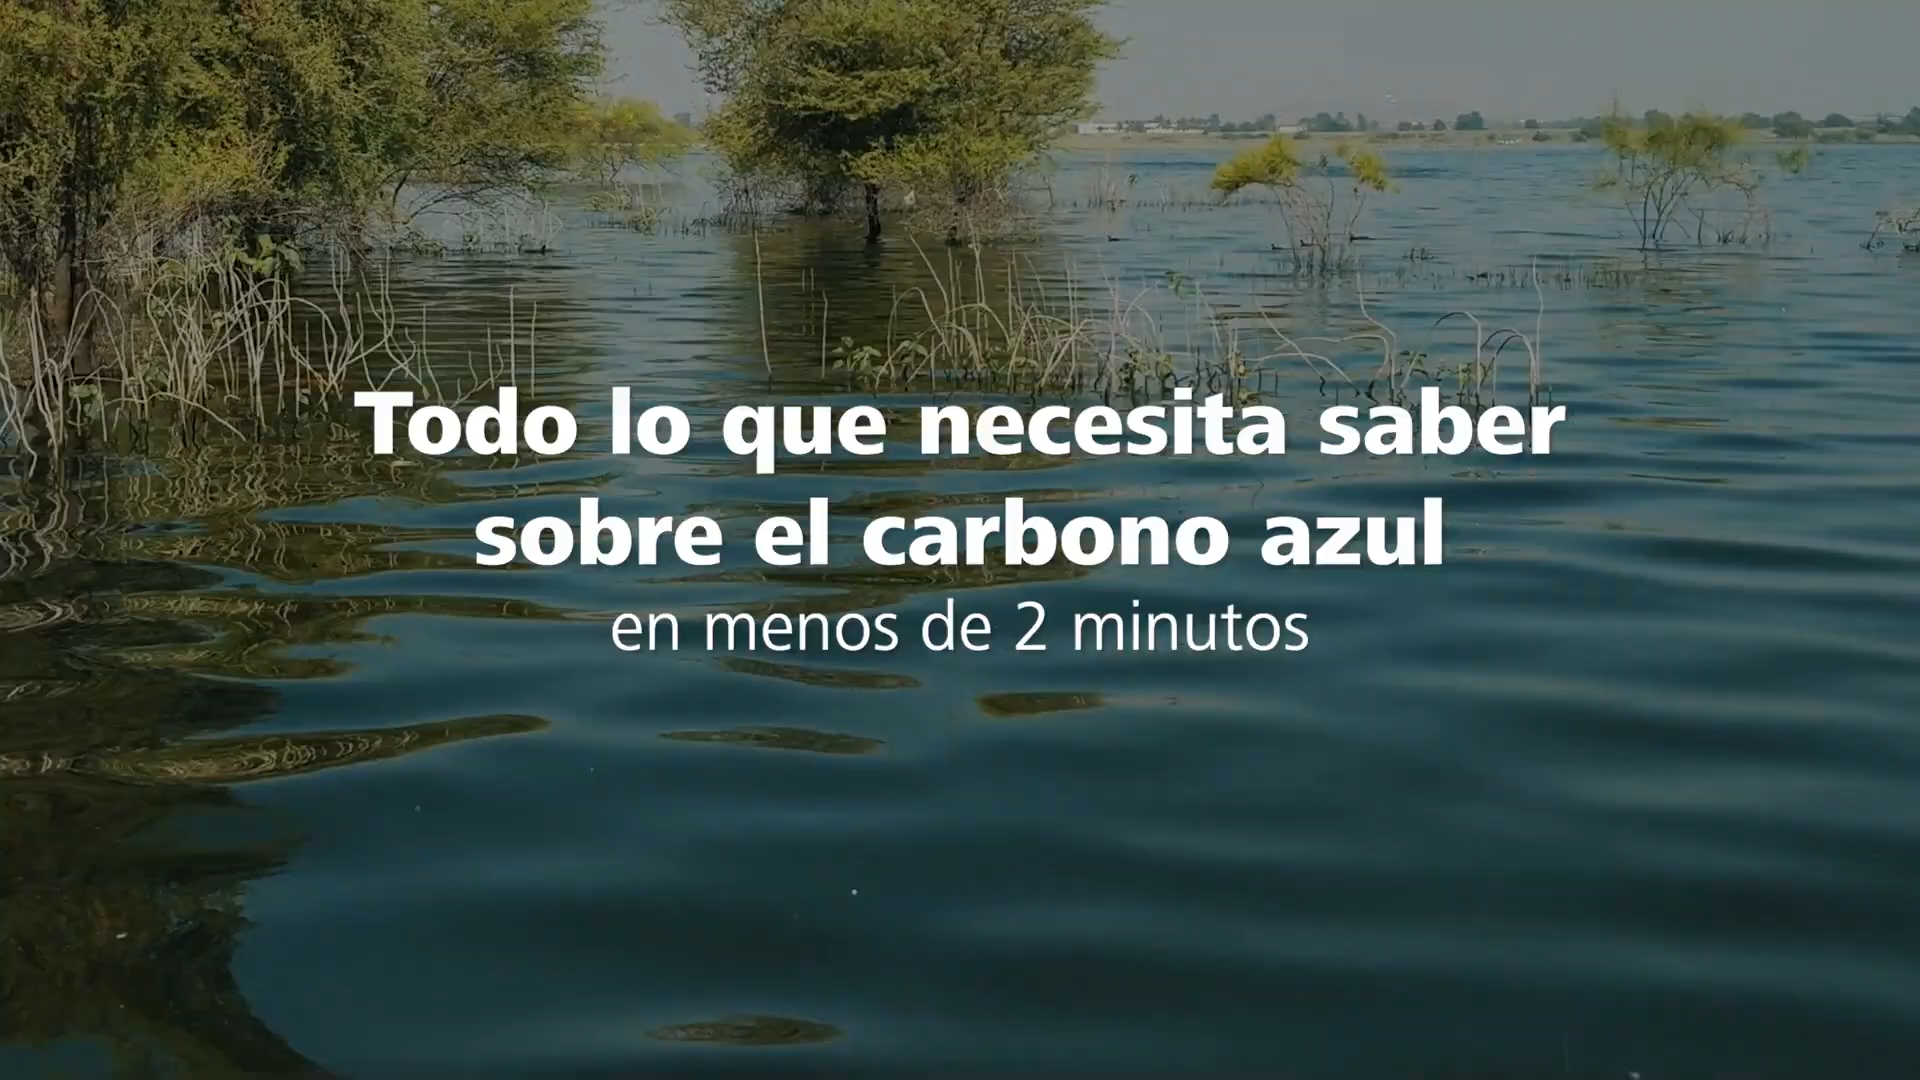 Todo lo que necesita saber
sobre el carbono azul
en menos de 2 minutos